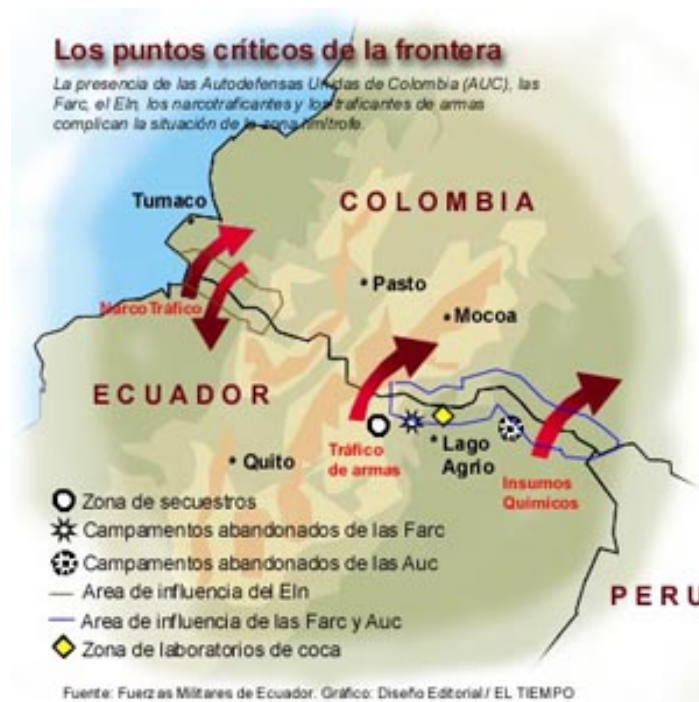 Los puntos críticos de la frontera
La presencia de las Autodefensas Unidas de Colombia (AUC), las
Farc, el Eln, los narcotraficantes y los traficantes de armas
complican la situación de la zona limítrofe.
Tumaco
COLOMBIA
Pasto
Narco Tráfico
Mocoa
ECUADOR
Quito
Tráfico
de armas
Lago
Agrio
Insumos
Quimicos
PERU
Zona de secuestros
Campamentos abandonados de las Farc
Campamentos abandonados de las Auc
Area de influencia del Eln
Area de influencia de las Farc y Auc
Zona de laboratorios de coca
Fuente: Fuerzas Militares de Ecuador. Gráfico: Diseño Editorial / EL TIEMPO